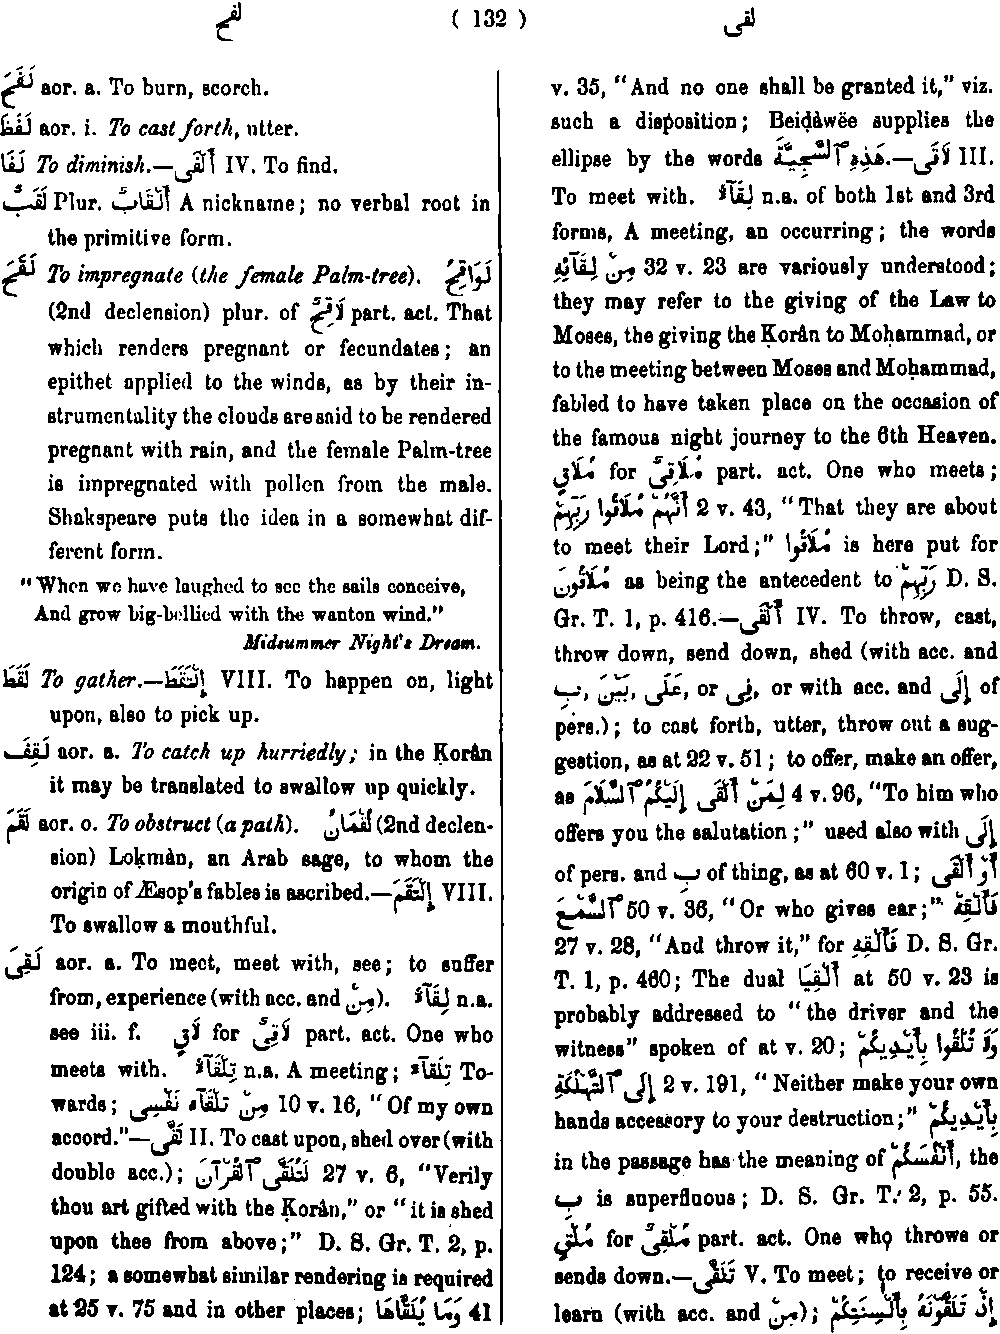 لفح ( 132 ) لقى
لَفَحَ aor. a. To burn, scorch.
لَفَظَ aor. i. To cast forth, utter.
لَفَا To diminish.—أَلْفَى IV. To find.
لَقَبٌ Plur. أَلْقَابٌ A nickname; no verbal root in
the primitive form.
لَقَحَ To impregnate (the female Palm-tree). لَوَاقِحُ
(2nd declension) plur. of لَاقِحٌ part. act. That
which renders pregnant or fecundates; an
epithet applied to the winds, as by their in-
strumentality the clouds are said to be rendered
pregnant with rain, and the female Palm-tree
is impregnated with pollen from the male.
Shakspeare puts the idea in a somewhat dif-
ferent form.
"When we have laughed to see the sails conceive,
And grow big-bellied with the wanton wind."
Midsummer Night's Dream.
لَقَطَ To gather.—إِلْتَقَطَ VIII. To happen on, light
upon, also to pick up.
لَقِفَ aor. a. To catch up hurriedly; in the Ḳorân
it may be translated to swallow up quickly.
لَقَمَ aor. o. To obstruct (a path). لُقْمَانُ (2nd declen-
sion) Loḳmân, an Arab sage, to whom the
origin of Æsop's fables is ascribed.—إِلْتَقَمَ VIII.
To swallow a mouthful.
لَقِىَ aor. a. To meet, meet with, see; to suffer
from, experience (with acc. and مِنْ). لِقَآءٌ n.a.
see iii. f. لَاقٍ for لَاقِىٌ part. act. One who
meets with. تِلْقَآءٌ n.a. A meeting; تِلْقَآءَ To-
wards; مِنْ تِلْقَآءِ نَفْسِى 10 v. 16, "Of my own
accord."—لَقَّى II. To cast upon, shed over (with
double acc.); لَتُلَقَّى ٱلْقُرْآنَ 27 v. 6, "Verily
thou art gifted with the Ḳorân," or "it is shed
upon thee from above;" D. S. Gr. T. 2, p.
124; a somewhat similar rendering is required
at 25 v. 75 and in other places; وَمَا يُلَقَّاهَا 41
v. 35, "And no one shall be granted it," viz.
such a disposition; Beiḍâwëe supplies the
ellipse by the words هَذِهِ ٱلسَّجِيَّةَ.—لَاقَى III.
To meet with. لِقَآءٌ n.a. of both 1st and 3rd
forms, A meeting, an occurring; the words
مِنْ لِقَآئِهِ 32 v. 23 are variously understood;
they may refer to the giving of the Law to
Moses, the giving the Ḳorân to Moḥammad, or
to the meeting between Moses and Moḥammad,
fabled to have taken place on the occasion of
the famous night journey to the 6th Heaven.
مُلَاقٍ for مُلَاقِىٌ part. act. One who meets;
أَنَّهُمْ مُلَاقُوا رَبِّهِمْ 2 v. 43, "That they are about
to meet their Lord;" مُلَاقُوا is here put for
مُلَاقُونَ as being the antecedent to رَبِّهِمْ D. S.
Gr. T. 1, p. 416.—أَلْقَى IV. To throw, cast,
throw down, send down, shed (with acc. and
بِ, بَيْنَ, عَلَى, or فِى, or with acc. and إِلَى of
pers.); to cast forth, utter, throw out a sug-
gestion, as at 22 v. 51; to offer, make an offer,
as لِمَنْ أَلْقَى إِلَيْكُمُ ٱلسَّلَامَ 4 v. 96, "To him who
offers you the salutation;" used also with إِلَى
of pers. and بِ of thing, as at 60 v. 1; أَوْ أَلْقَى
ٱلسَّمْعَ 50 v. 36, "Or who gives ear;" فَأَلْقِهْ
27 v. 28, "And throw it," for فَأَلْقِهِ D. S. Gr.
T. 1, p. 460; The dual أَلْقِيَا at 50 v. 23 is
probably addressed to "the driver and the
witness" spoken of at v. 20; وَلَا تُلْقُوا بِأَيْدِيكُمْ
إِلَى ٱلتَّهْلُكَةِ 2 v. 191, "Neither make your own
hands accessory to your destruction;" بِأَيْدِيكُمْ
in the passage has the meaning of أَنْفُسَكُمْ, the
بِ is superfluous; D. S. Gr. T. 2, p. 55.
مُلْقٍ for مُلْقِىٌ part. act. One who throws or
sends down.—تَلَقَّى V. To meet; to receive or
learn (with acc. and مِنْ); إِذْ تَلَقَّوْنَهُ بِأَلْسِنَتِكُمْ